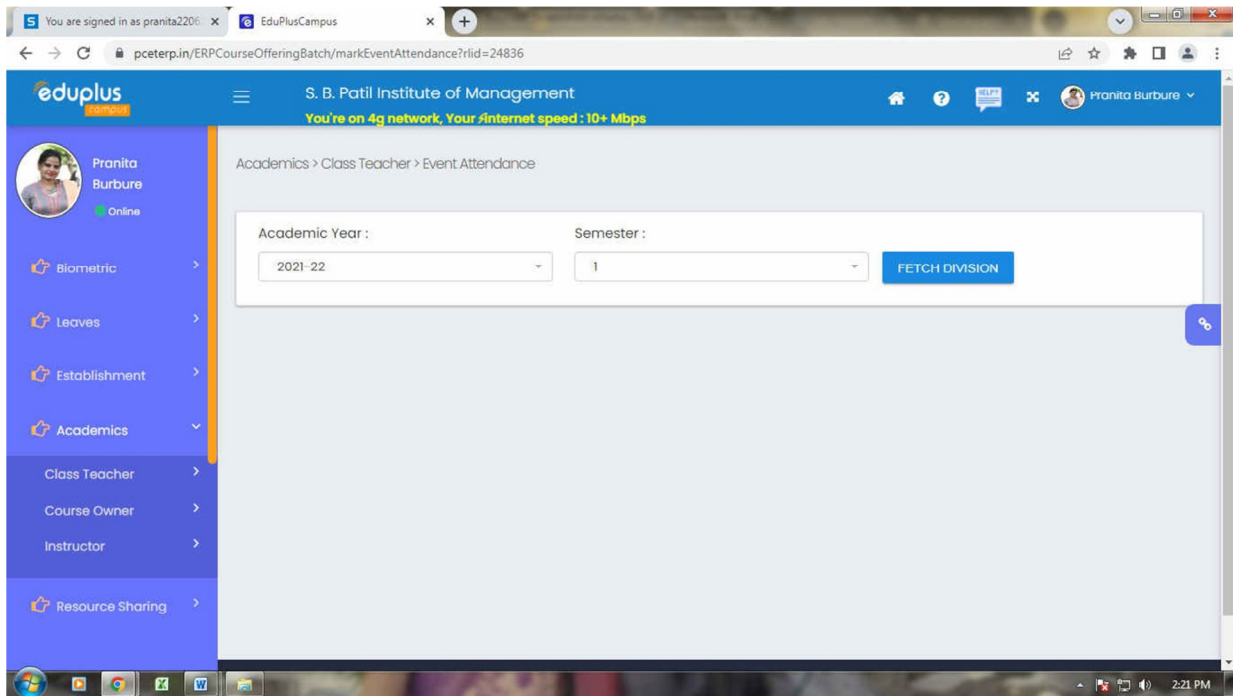 You are signed in as pranita2206
EduPlusCampus
pceterp.in/ERPCourseOfferingBatch/markEventAttendance?rlid=24836
eduplus
campus
S. B. Patil Institute of Management
You're on 4g network, Your internet speed : 10+ Mbps
HELP?
Pranita Burbure
Pranita
Burbure
Online
Academics > Class Teacher > Event Attendance
Academic Year :
Semester :
2021-22
1
FETCH DIVISION
Biometric
Leaves
Establishment
Academics
Class Teacher
Course Owner
Instructor
Resource Sharing
2:21 PM